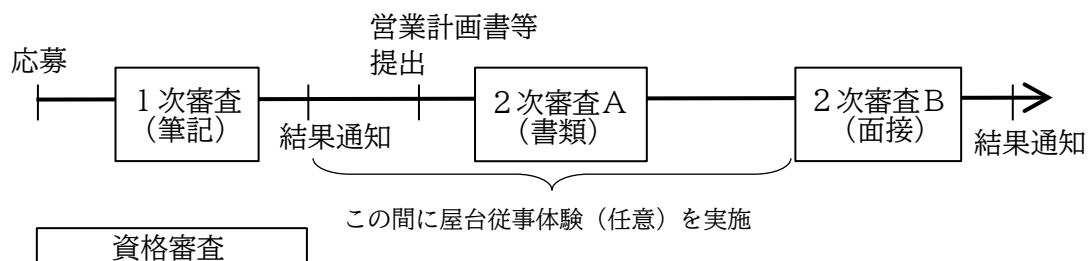 営業計画書等
提出
応募
１次審査
（筆記）
結果通知
２次審査Ａ
（書類）
２次審査Ｂ
（面接）
結果通知
この間に屋台従事体験（任意）を実施
資格審査